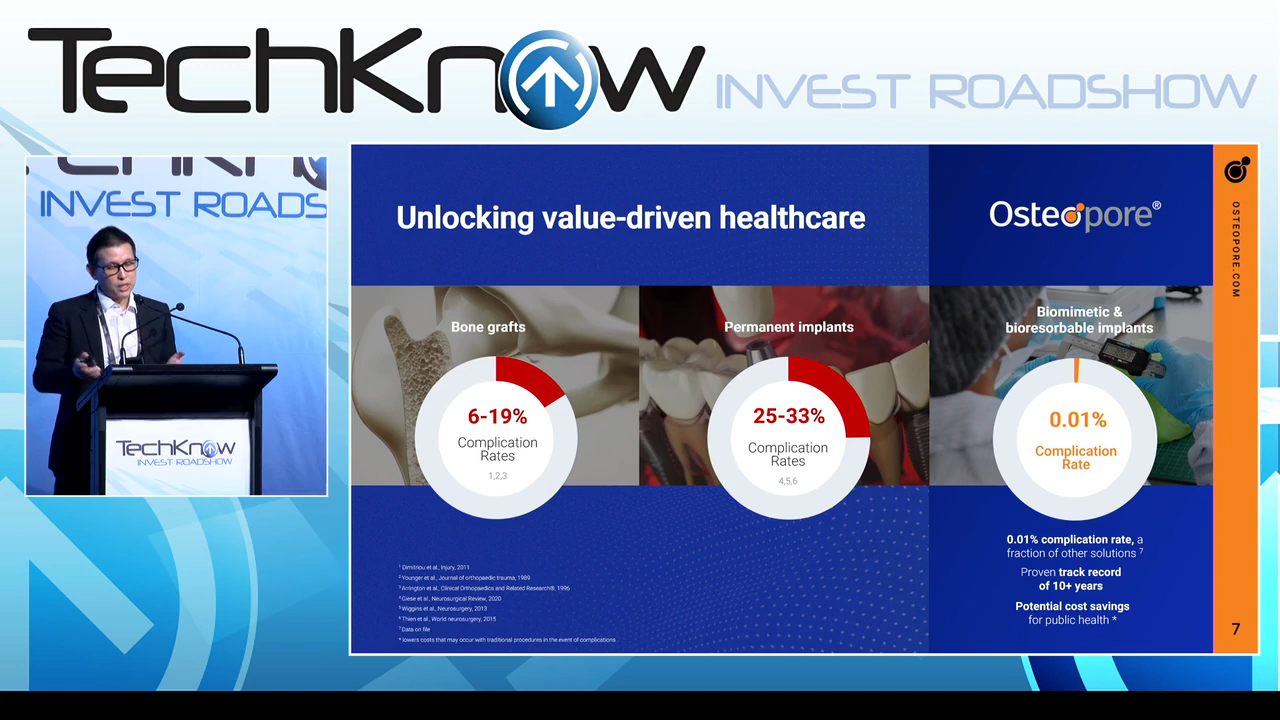 TechKnow INVEST ROADSHOW
INVEST ROADS
TechKnow
INVEST ROADSHOW
Unlocking value-driven healthcare
Osteopore®
OSTEOPORE.COM
Bone grafts
6-19%
Complication
Rates
1,2,3
Permanent implants
25-33%
Complication
Rates
4,5,6
Biomimetic &
bioresorbable implants
0.01%
Complication
Rate
0.01% complication rate, a
fraction of other solutions 7
Proven track record
of 10+ years
Potential cost savings
for public health *
1 Dimitriou et al., Injury, 2011
2 Younger et al., Journal of orthopaedic trauma, 1989
3 Arrington et al., Clinical Orthopaedics and Related Research®, 1996
4 Giese et al., Neurosurgical Review, 2020
5 Wiggins et al., Neurosurgery, 2013
6 Thien et al., World neurosurgery, 2015
7 Data on file
* lowers costs that may occur with traditional procedures in the event of complications
7